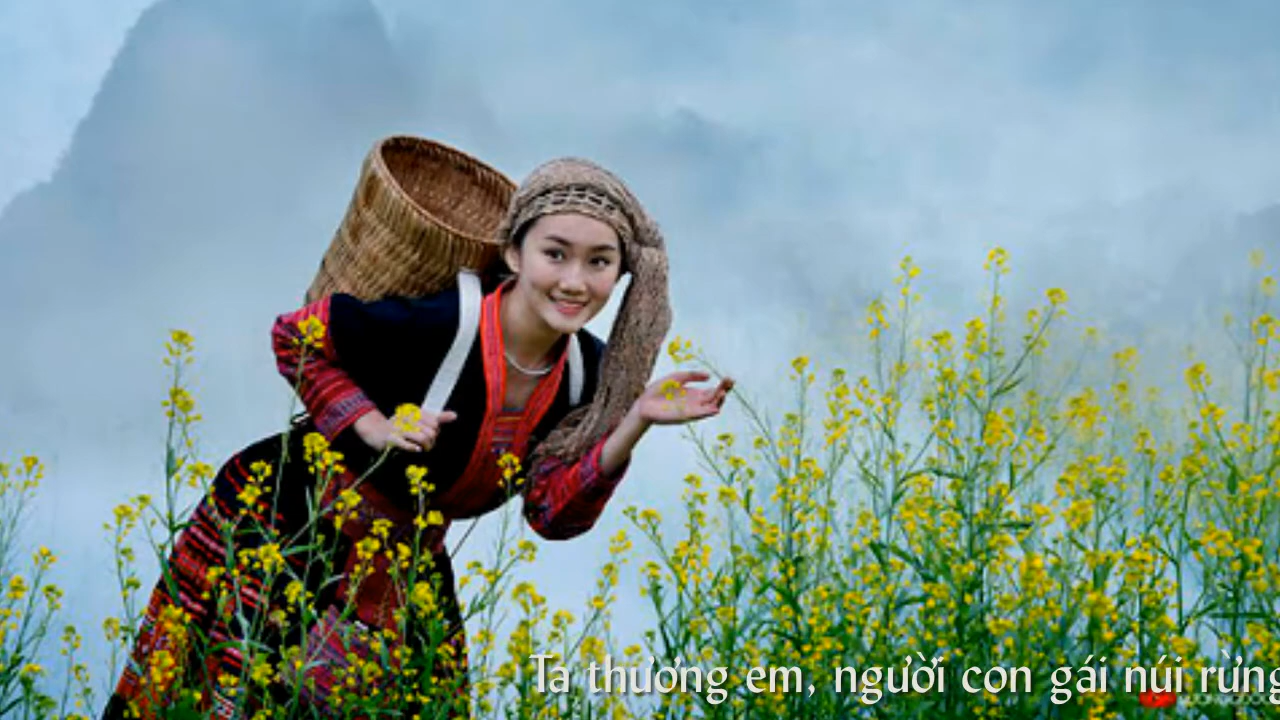 Ta thương em, người con gái núi rừng